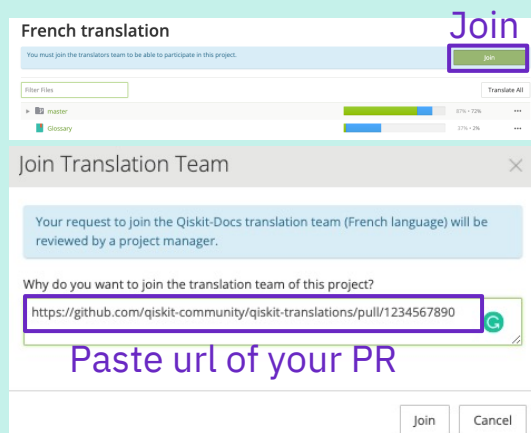 French translation
Join
You must join the translators team to be able to participate in this project.
Join
Filter Files
Translate All
master
87% • 72%
•••
Glossary
37% • 2%
•••
Join Translation Team
×
Your request to join the Qiskit-Docs translation team (French language) will be
reviewed by a project manager.
Why do you want to join the translation team of this project?
https://github.com/qiskit-community/qiskit-translations/pull/1234567890
Paste url of your PR
Join
Cancel